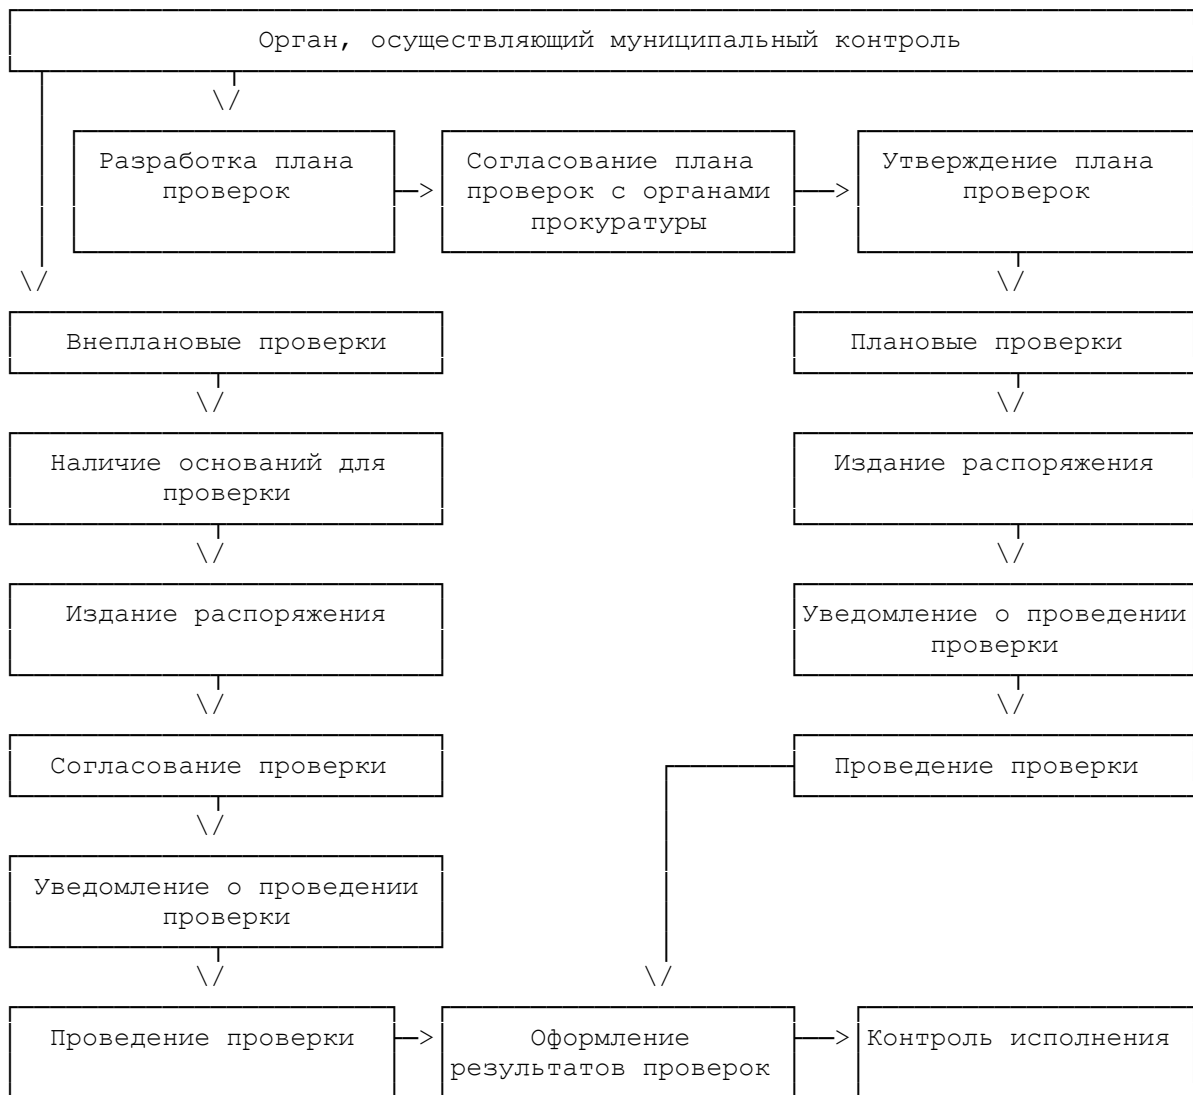 Орган, осуществляющий муниципальный контроль
Разработка плана
проверок
Согласование плана
проверок с органами
прокуратуры
Утверждение плана
проверок
Внеплановые проверки
Плановые проверки
Наличие оснований для
проверки
Издание распоряжения
Издание распоряжения
Уведомление о проведении
проверки
Согласование проверки
Проведение проверки
Уведомление о проведении
проверки
Проведение проверки
Оформление
результатов проверок
Контроль исполнения